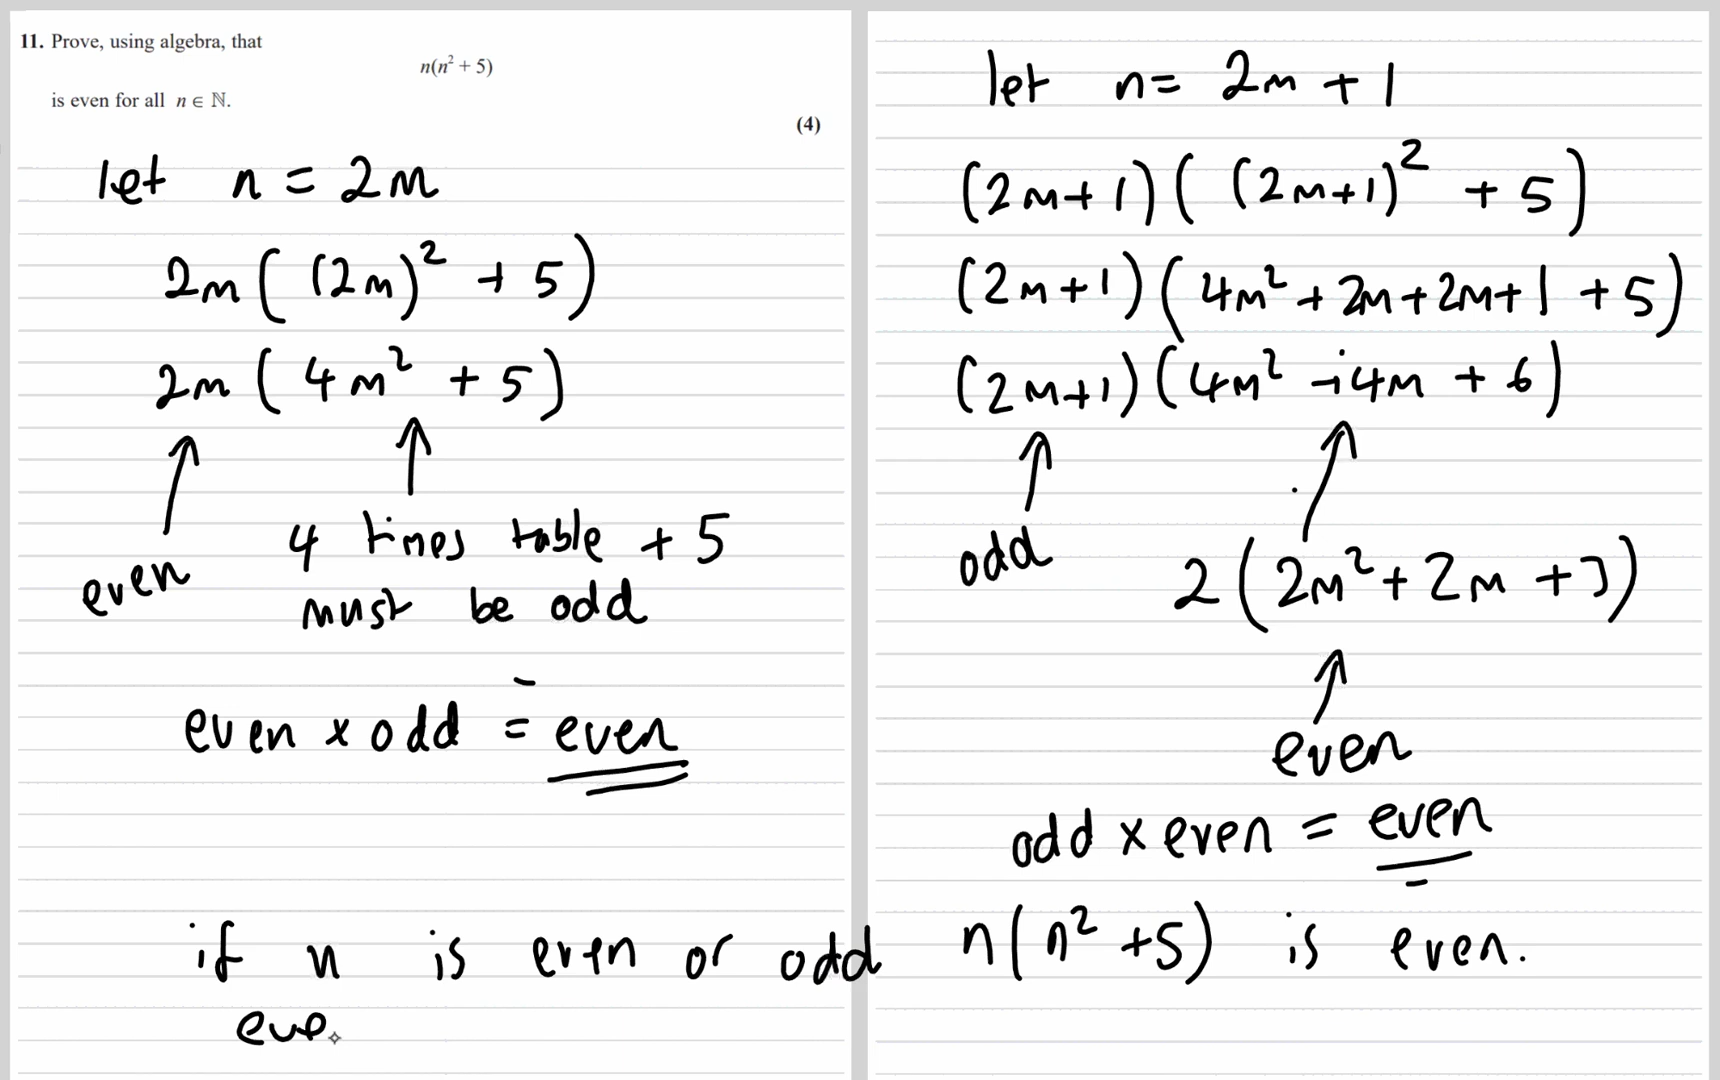 11. Prove, using algebra, that
n(n² + 5)
is even for all n ∈ ℕ.
(4)
let n = 2m
2m( (2m)² + 5)
2m( 4m² + 5)
even
4 times table + 5
must be odd
even × odd = even
let n = 2m + 1
(2m+1)( (2m+1)² + 5)
(2m+1)(4m² + 2m + 2m + 1 + 5)
(2m+1)(4m² + 4m + 6)
odd
2(2m² + 2m + 3)
even
odd × even = even
if n is even or odd n(n² + 5) is even.